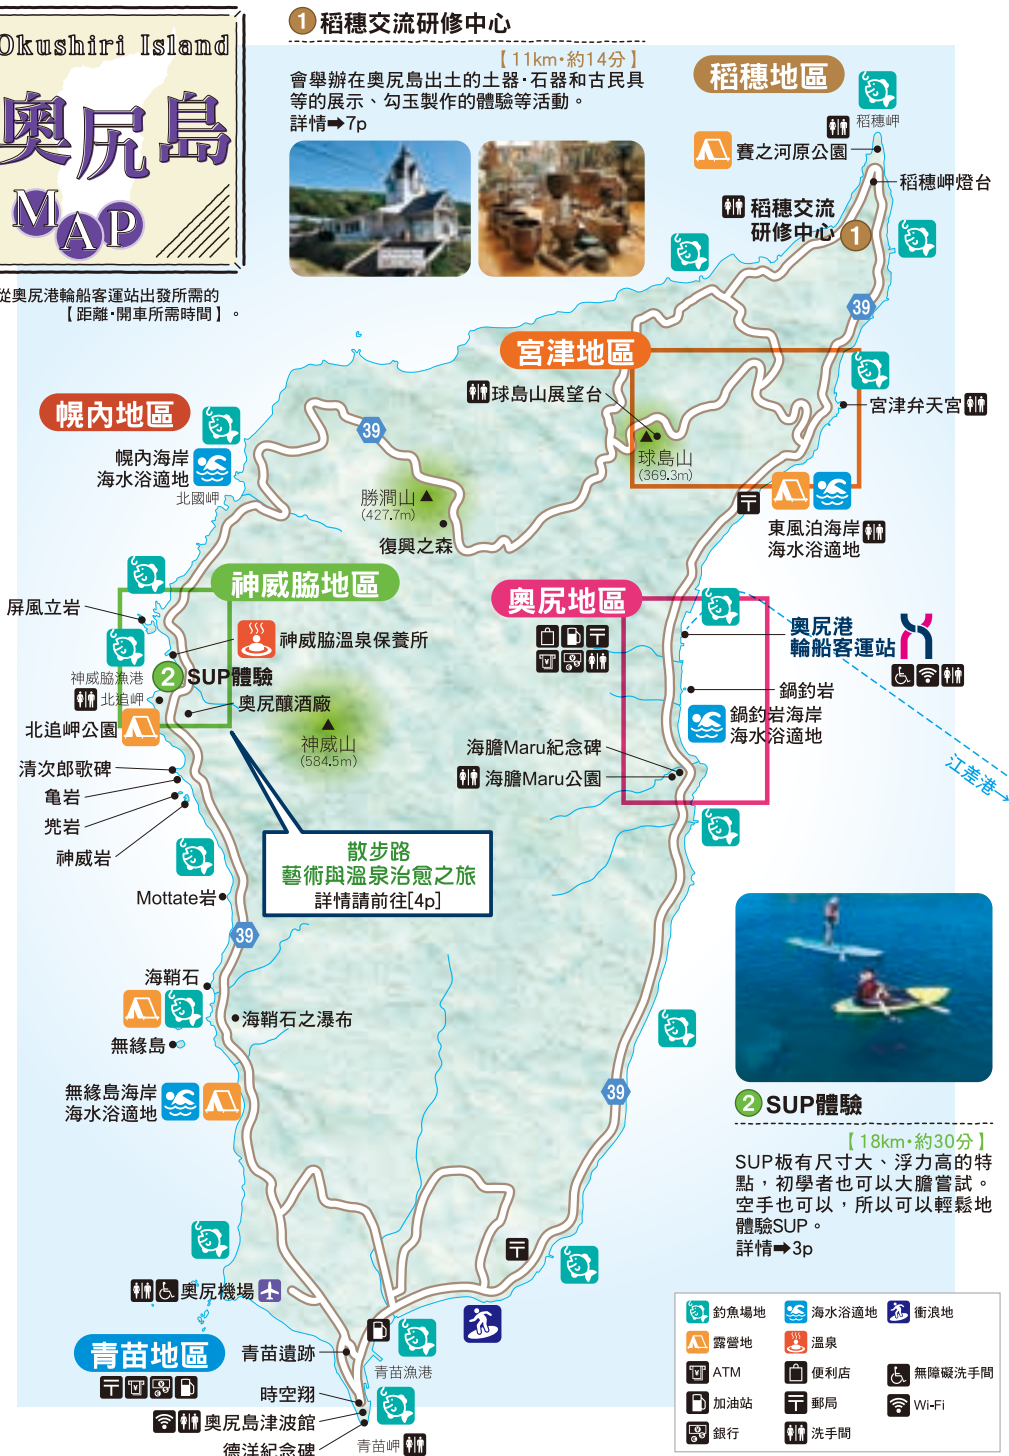 Okushiri Island
奧尻島
MAP
從奧尻港輪船客運站出發所需的
【距離·開車所需時間】。
1 稻穗交流研修中心
【11km·約14分】
會舉辦在奧尻島出土的土器·石器和古民具
等的展示、勾玉製作的體驗等活動。
詳情➡7p
稻穗地區
稻穗岬
賽之河原公園
稻穗岬燈台
稻穗交流
研修中心
1
39
宮津地區
球島山展望台
球島山
(369.3m)
宮津弁天宮
東風泊海岸
海水浴適地
幌內地區
幌內海岸
海水浴適地
北國岬
39
勝澗山
(427.7m)
復興之森
神威脇地區
屏風立岩
神威脇溫泉保養所
神威脇漁港
2 SUP體驗
北追岬
奧尻釀酒廠
北追岬公園
神威山
(584.5m)
清次郎歌碑
亀岩
兜岩
神威岩
奧尻地區
奧尻港
輪船客運站
鍋釣岩
鍋釣岩海岸
海水浴適地
海膽Maru紀念碑
海膽Maru公園
江差港
散步路
藝術與溫泉治愈之旅
詳情請前往[4p]
Mottate岩
39
海鞘石
海鞘石之瀑布
無緣島
無緣島海岸
海水浴適地
39
2 SUP體驗
【18km·約30分】
SUP板有尺寸大、浮力高的特
點，初學者也可以大膽嘗試。
空手也可以，所以可以輕鬆地
體驗SUP。
詳情➡3p
奧尻機場
青苗地區
青苗遺跡
青苗漁港
時空翔
奧尻島津波館
德洋紀念碑
青苗岬
釣魚場地
海水浴適地
衝浪地
露營地
溫泉
ATM
便利店
無障礙洗手間
加油站
郵局
Wi-Fi
銀行
洗手間